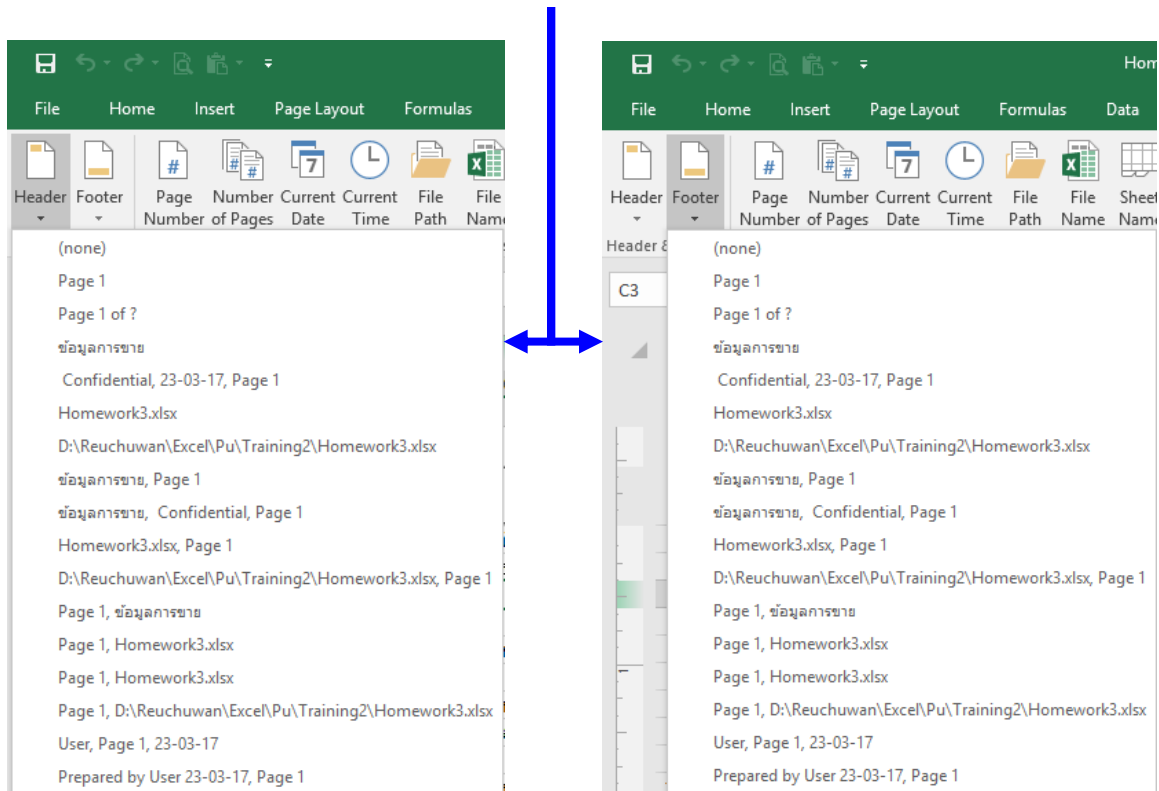 File Home Insert Page Layout Formulas
Header Footer Page Number Number of Pages Current Date Current Time File Path File Name
(none)
Page 1
Page 1 of ?
ข้อมูลการขาย
Confidential, 23-03-17, Page 1
Homework3.xlsx
D:\Reuchuwan\Excel\Pu\Training2\Homework3.xlsx
ข้อมูลการขาย, Page 1
ข้อมูลการขาย, Confidential, Page 1
Homework3.xlsx, Page 1
D:\Reuchuwan\Excel\Pu\Training2\Homework3.xlsx, Page 1
Page 1, ข้อมูลการขาย
Page 1, Homework3.xlsx
Page 1, Homework3.xlsx
Page 1, D:\Reuchuwan\Excel\Pu\Training2\Homework3.xlsx
User, Page 1, 23-03-17
Prepared by User 23-03-17, Page 1
Hom
File Home Insert Page Layout Formulas Data
Header Footer Page Number Number of Pages Current Date Current Time File Path File Name Sheet Name
Header &
C3
(none)
Page 1
Page 1 of ?
ข้อมูลการขาย
Confidential, 23-03-17, Page 1
Homework3.xlsx
D:\Reuchuwan\Excel\Pu\Training2\Homework3.xlsx
ข้อมูลการขาย, Page 1
ข้อมูลการขาย, Confidential, Page 1
Homework3.xlsx, Page 1
D:\Reuchuwan\Excel\Pu\Training2\Homework3.xlsx, Page 1
Page 1, ข้อมูลการขาย
Page 1, Homework3.xlsx
Page 1, Homework3.xlsx
Page 1, D:\Reuchuwan\Excel\Pu\Training2\Homework3.xlsx
User, Page 1, 23-03-17
Prepared by User 23-03-17, Page 1
1